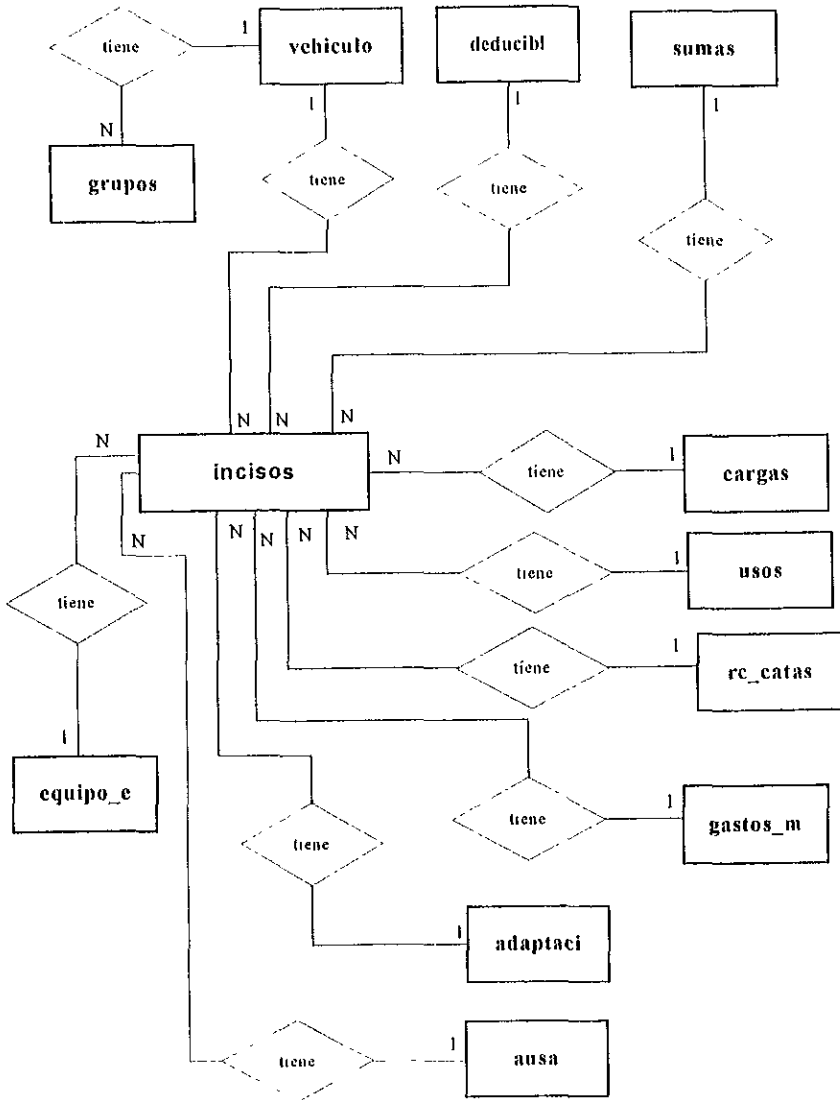 tiene
1
vehiculo
deducibl
sumas
1
1
1
N
grupos
tiene
tiene
tiene
N
N
N
N
incisos
N
tiene
1
cargas
N
N
N
N
N
tiene
1
usos
tiene
tiene
1
rc_catas
1
equipo_e
tiene
1
gastos_m
tiene
1
adaptaci
tiene
1
ausa